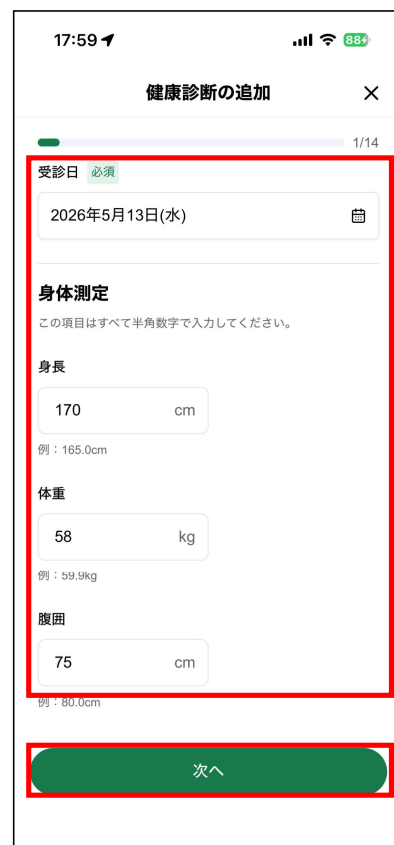 17:59
88
健康診断の追加
1/14
受診日 必須
2026年5月13日(水)
身体測定
この項目はすべて半角数字で入力してください。
身長
170 cm
例：165.0cm
体重
58 kg
例：59.9kg
腹囲
75 cm
例：80.0cm
次へ